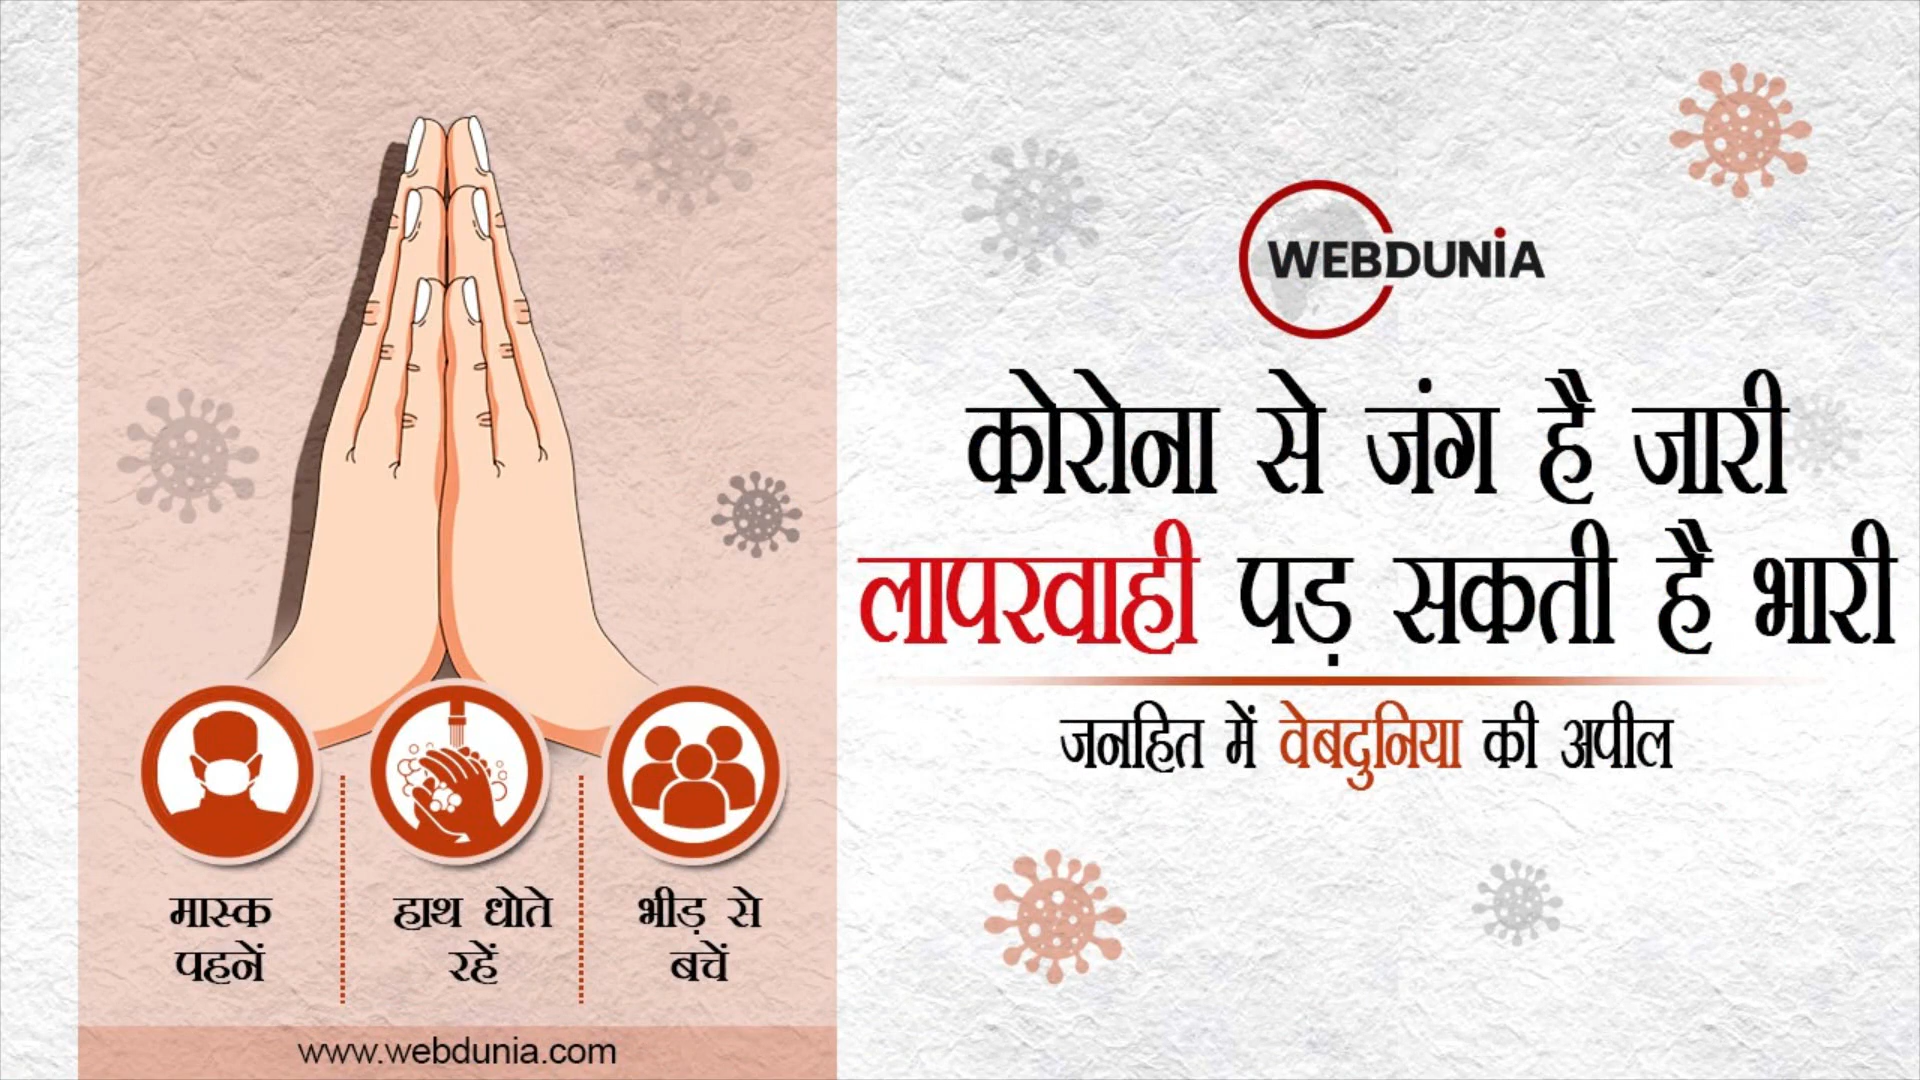 WEBDUNIA
कोरोना से जंग है जारी
लापरवाही पड़ सकती है भारी
जनहित में वेबदुनिया की अपील
मास्क
पहनें
हाथ धोते
रहें
भीड़ से
बचें
www.webdunia.com